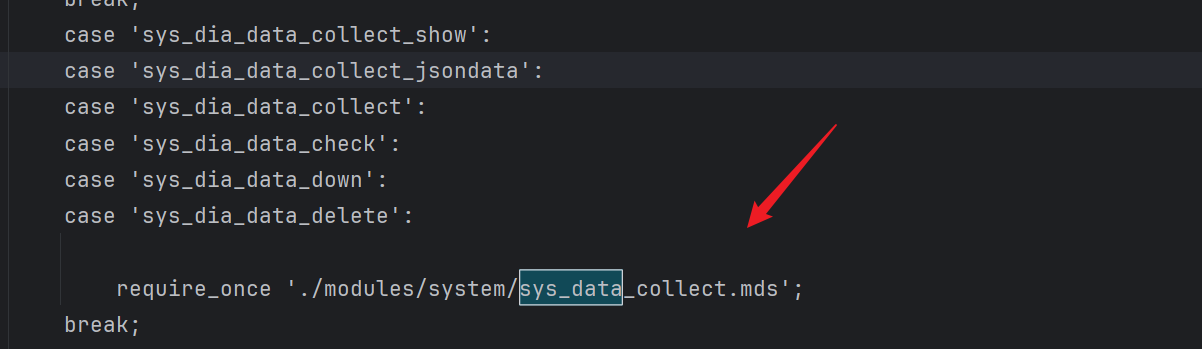 break;
case 'sys_dia_data_collect_show':
case 'sys_dia_data_collect_jsondata':
case 'sys_dia_data_collect':
case 'sys_dia_data_check':
case 'sys_dia_data_down':
case 'sys_dia_data_delete':
require_once './modules/system/sys_data_collect.mds';
break;